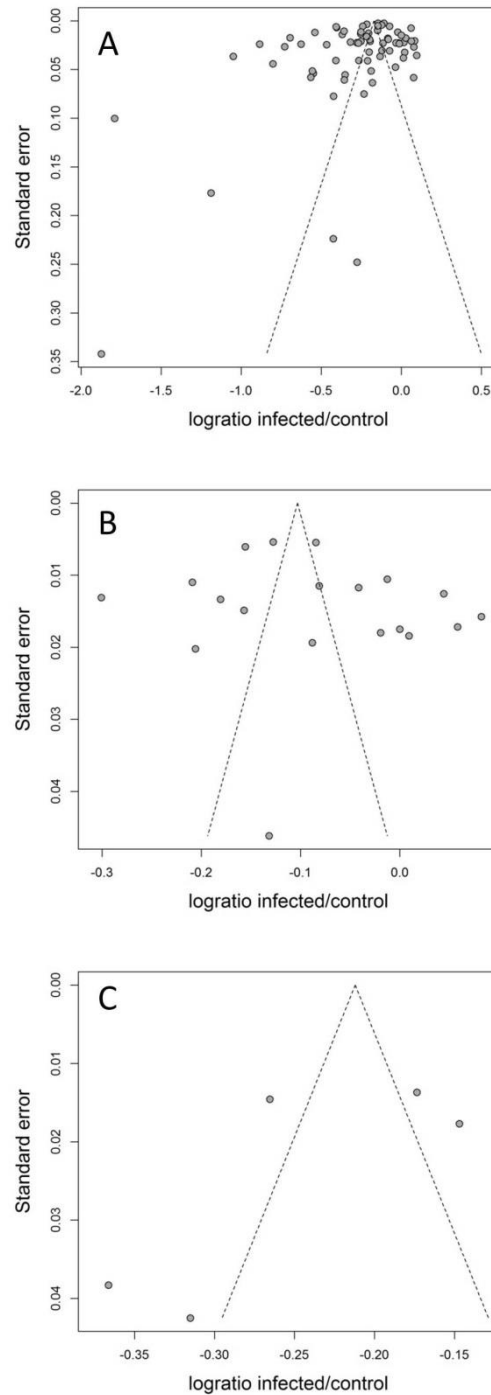 A
Standard error
0.00
0.05
0.10
0.15
0.20
0.25
0.30
0.35
-2.0 -1.5 -1.0 -0.5 0.0 0.5
logratio infected/control
B
Standard error
0.00
0.01
0.02
0.03
0.04
-0.3 -0.2 -0.1 0.0
logratio infected/control
C
Standard error
0.00
0.01
0.02
0.03
0.04
-0.35 -0.30 -0.25 -0.20 -0.15
logratio infected/control